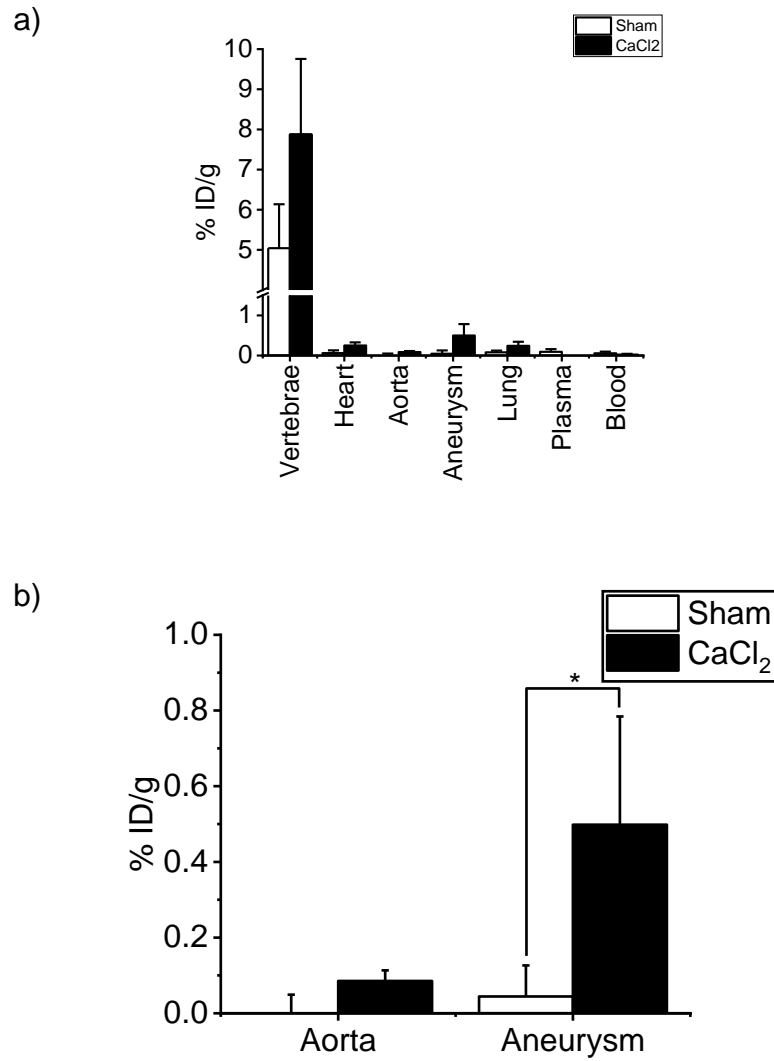 a)
Sham
CaCl2
10
9
8
7
6
5
1
0
% ID/g
Vertebrae
Heart
Aorta
Aneurysm
Lung
Plasma
Blood
b)
Sham
CaCl₂
1.0
0.8
0.6
0.4
0.2
0.0
% ID/g
*
Aorta Aneurysm